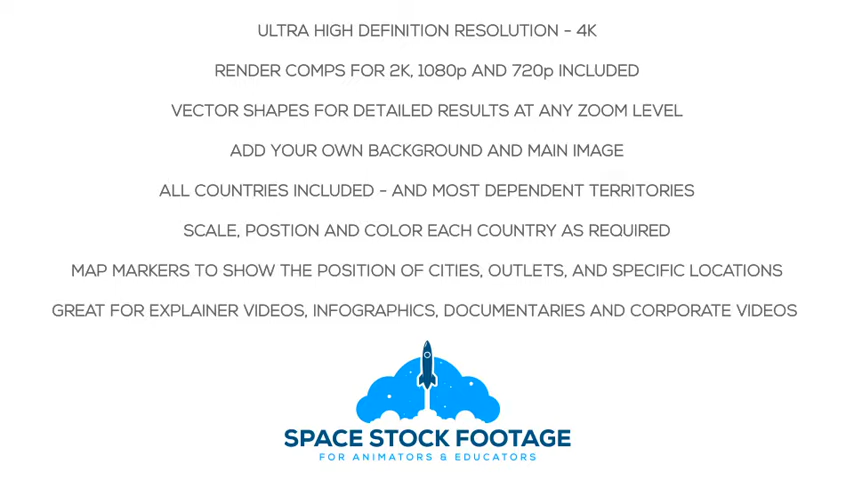 ULTRA HIGH DEFINITION RESOLUTION - 4K
RENDER COMPS FOR 2K, 1080p AND 720p INCLUDED
VECTOR SHAPES FOR DETAILED RESULTS AT ANY ZOOM LEVEL
ADD YOUR OWN BACKGROUND AND MAIN IMAGE
ALL COUNTRIES INCLUDED - AND MOST DEPENDENT TERRITORIES
SCALE, POSTION AND COLOR EACH COUNTRY AS REQUIRED
MAP MARKERS TO SHOW THE POSITION OF CITIES, OUTLETS, AND SPECIFIC LOCATIONS
GREAT FOR EXPLAINER VIDEOS, INFOGRAPHICS, DOCUMENTARIES AND CORPORATE VIDEOS
SPACE STOCK FOOTAGE
FOR ANIMATORS & EDUCATORS